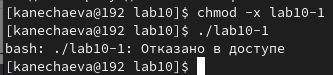 [kanechaeva@192 lab10]$ chmod -x lab10-1
[kanechaeva@192 lab10]$ ./lab10-1
bash: ./lab10-1: Отказано в доступе
[kanechaeva@192 lab10]$